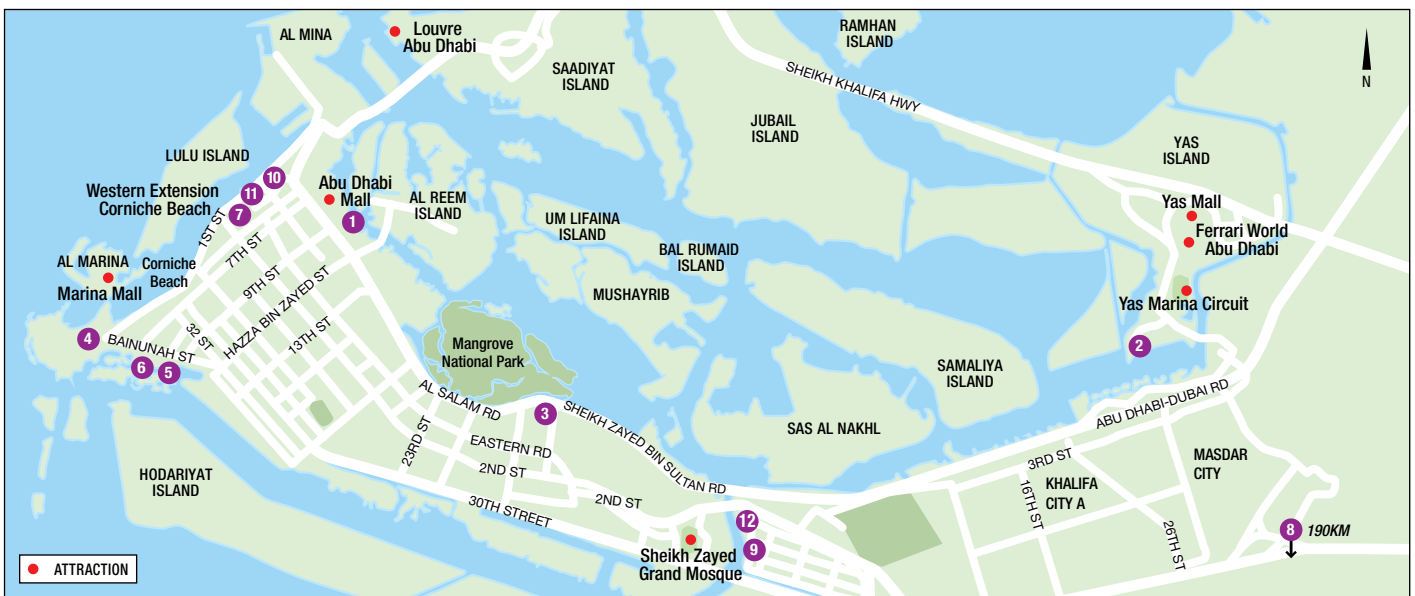 AL MINA
Louvre
Abu Dhabi
RAMHAN
ISLAND
N
SAADIYAT
ISLAND
SHEIKH KHALIFA HWY
JUBAIL
ISLAND
YAS
ISLAND
LULU ISLAND
10
Western Extension
Corniche Beach
11
7
Abu Dhabi
Mall
1
AL REEM
ISLAND
Yas Mall
Ferrari World
Abu Dhabi
UM LIFAINA
ISLAND
BAL RUMAID
ISLAND
1ST ST
7TH ST
AL MARINA
Marina Mall
Corniche
Beach
9TH ST
HAZZA BIN ZAYED ST
MUSHAYRIB
Yas Marina Circuit
4
BAINUNAH ST
32 ST
13TH ST
6
5
Mangrove
National Park
2
SAMALIYA
ISLAND
AL SALAM RD
3
SHEIKH ZAYED BIN SULTAN RD
ABU DHABI-DUBAI RD
SAS AL NAKHL
23RD ST
EASTERN RD
2ND ST
2ND ST
30TH STREET
HODARIYAT
ISLAND
3RD ST
16TH ST
KHALIFA
CITY A
MASDAR
CITY
26TH ST
12
9
8
190KM
Sheikh Zayed
Grand Mosque
ATTRACTION